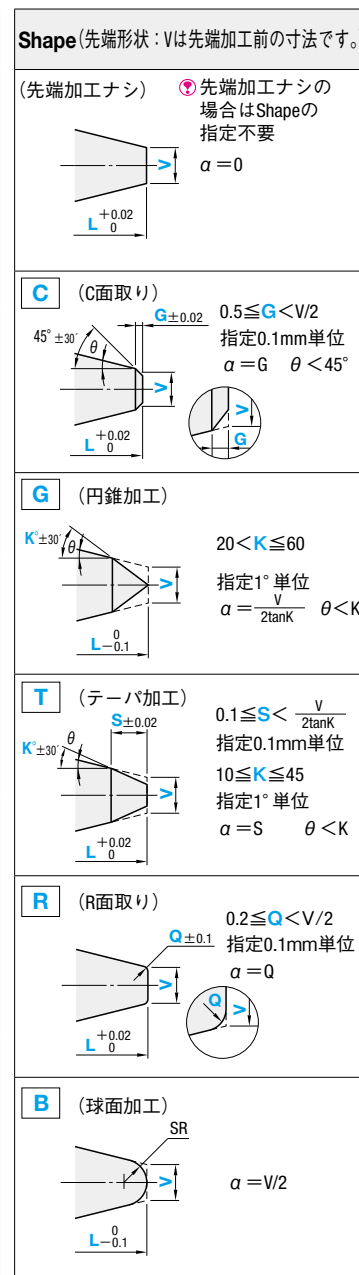 Shape(先端形状：Vは先端加工前の寸法です。
(先端加工ナシ)
先端加工ナシの
場合はShapeの
指定不要
α=0
V
L +0.02 0
C (C面取り)
G±0.02
0.5≦G<V/2
指定0.1mm単位
α=G θ<45°
45°±30′
θ
V
L +0.02 0
V
G
G (円錐加工)
K°±30′
θ
20<K≦60
指定1°単位
α=V/2tanK θ<K
V
L 0 −0.1
T (テーパ加工)
S±0.02
0.1≦S<V/2tanK
指定0.1mm単位
K°±30′
θ
10≦K≦45
指定1°単位
α=S θ<K
V
L +0.02 0
R (R面取り)
Q±0.1
0.2≦Q<V/2
指定0.1mm単位
α=Q
V
Q
V
L +0.02 0
B (球面加工)
SR
α=V/2
V
L 0 −0.1